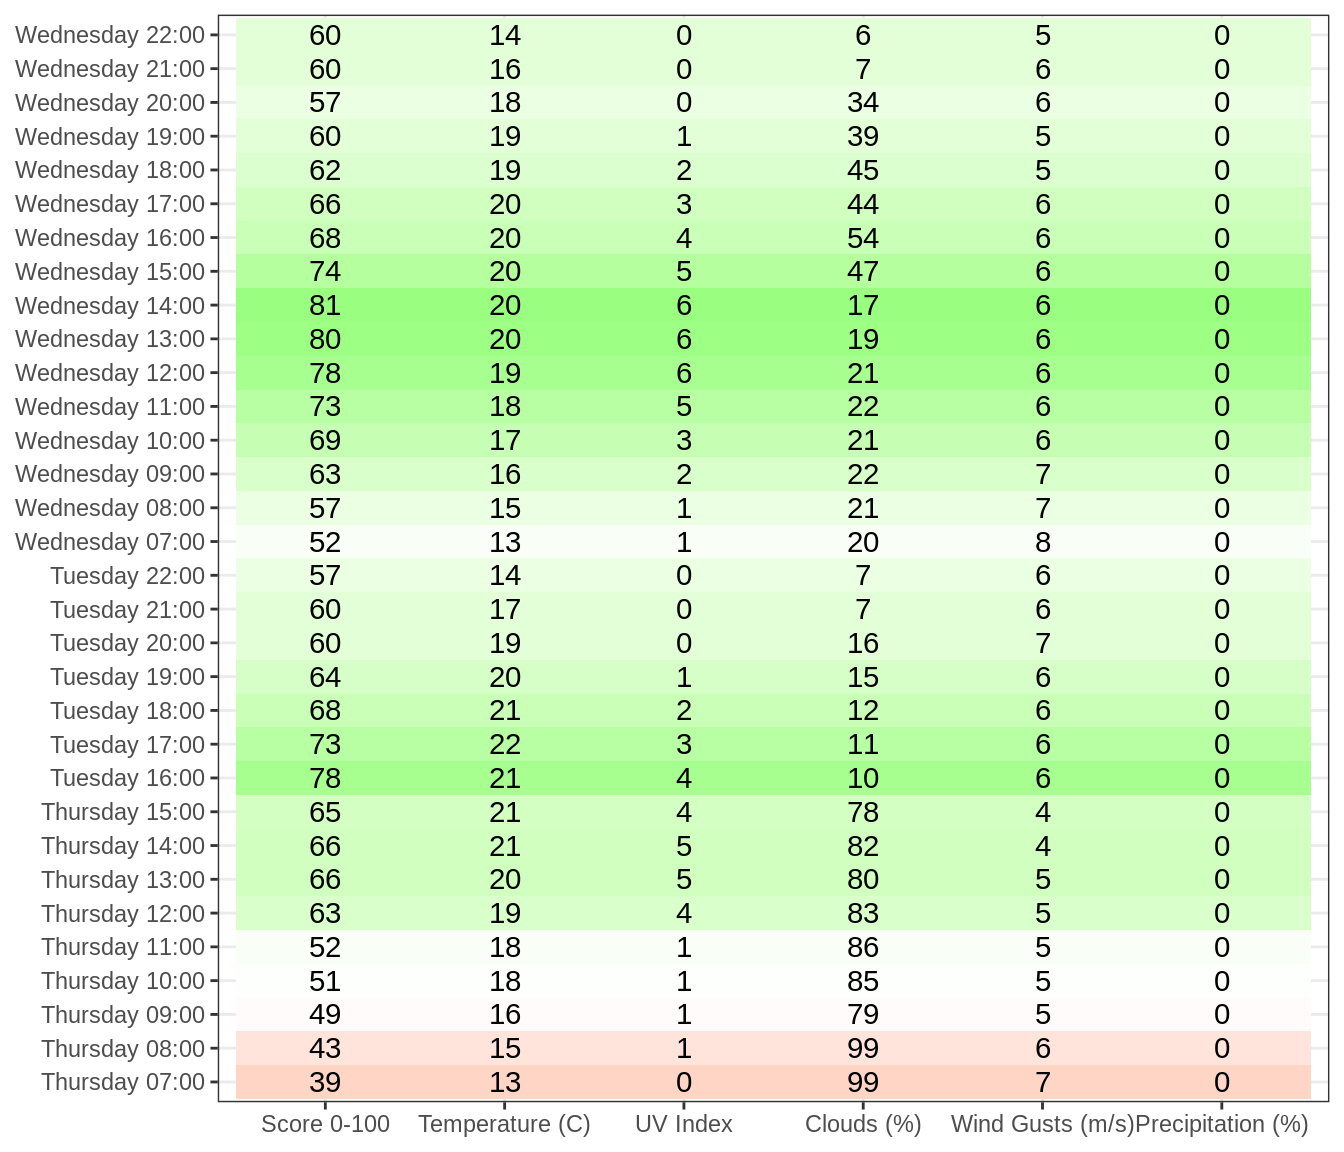 Wednesday 22:00 60 14 0 6 5 0
Wednesday 21:00 60 16 0 7 6 0
Wednesday 20:00 57 18 0 34 6 0
Wednesday 19:00 60 19 1 39 5 0
Wednesday 18:00 62 19 2 45 5 0
Wednesday 17:00 66 20 3 44 6 0
Wednesday 16:00 68 20 4 54 6 0
Wednesday 15:00 74 20 5 47 6 0
Wednesday 14:00 81 20 6 17 6 0
Wednesday 13:00 80 20 6 19 6 0
Wednesday 12:00 78 19 6 21 6 0
Wednesday 11:00 73 18 5 22 6 0
Wednesday 10:00 69 17 3 21 6 0
Wednesday 09:00 63 16 2 22 7 0
Wednesday 08:00 57 15 1 21 7 0
Wednesday 07:00 52 13 1 20 8 0
Tuesday 22:00 57 14 0 7 6 0
Tuesday 21:00 60 17 0 7 6 0
Tuesday 20:00 60 19 0 16 7 0
Tuesday 19:00 64 20 1 15 6 0
Tuesday 18:00 68 21 2 12 6 0
Tuesday 17:00 73 22 3 11 6 0
Tuesday 16:00 78 21 4 10 6 0
Thursday 15:00 65 21 4 78 4 0
Thursday 14:00 66 21 5 82 4 0
Thursday 13:00 66 20 5 80 5 0
Thursday 12:00 63 19 4 83 5 0
Thursday 11:00 52 18 1 86 5 0
Thursday 10:00 51 18 1 85 5 0
Thursday 09:00 49 16 1 79 5 0
Thursday 08:00 43 15 1 99 6 0
Thursday 07:00 39 13 0 99 7 0
Score 0-100 Temperature (C) UV Index Clouds (%) Wind Gusts (m/s) Precipitation (%)